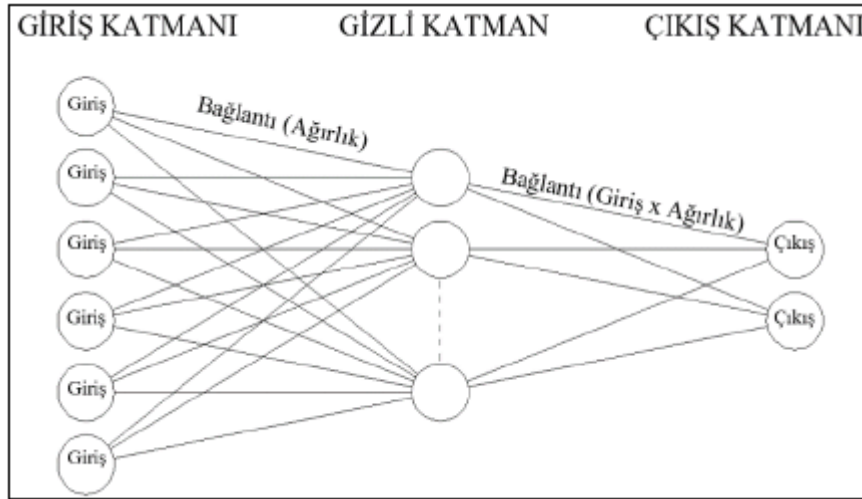 GİRİŞ KATMANI
GİZLİ KATMAN
ÇIKIŞ KATMANI
Bağlantı (Ağırlık)
Bağlantı (Giriş x Ağırlık)
Giriş
Giriş
Giriş
Giriş
Giriş
Giriş
Çıkış
Çıkış